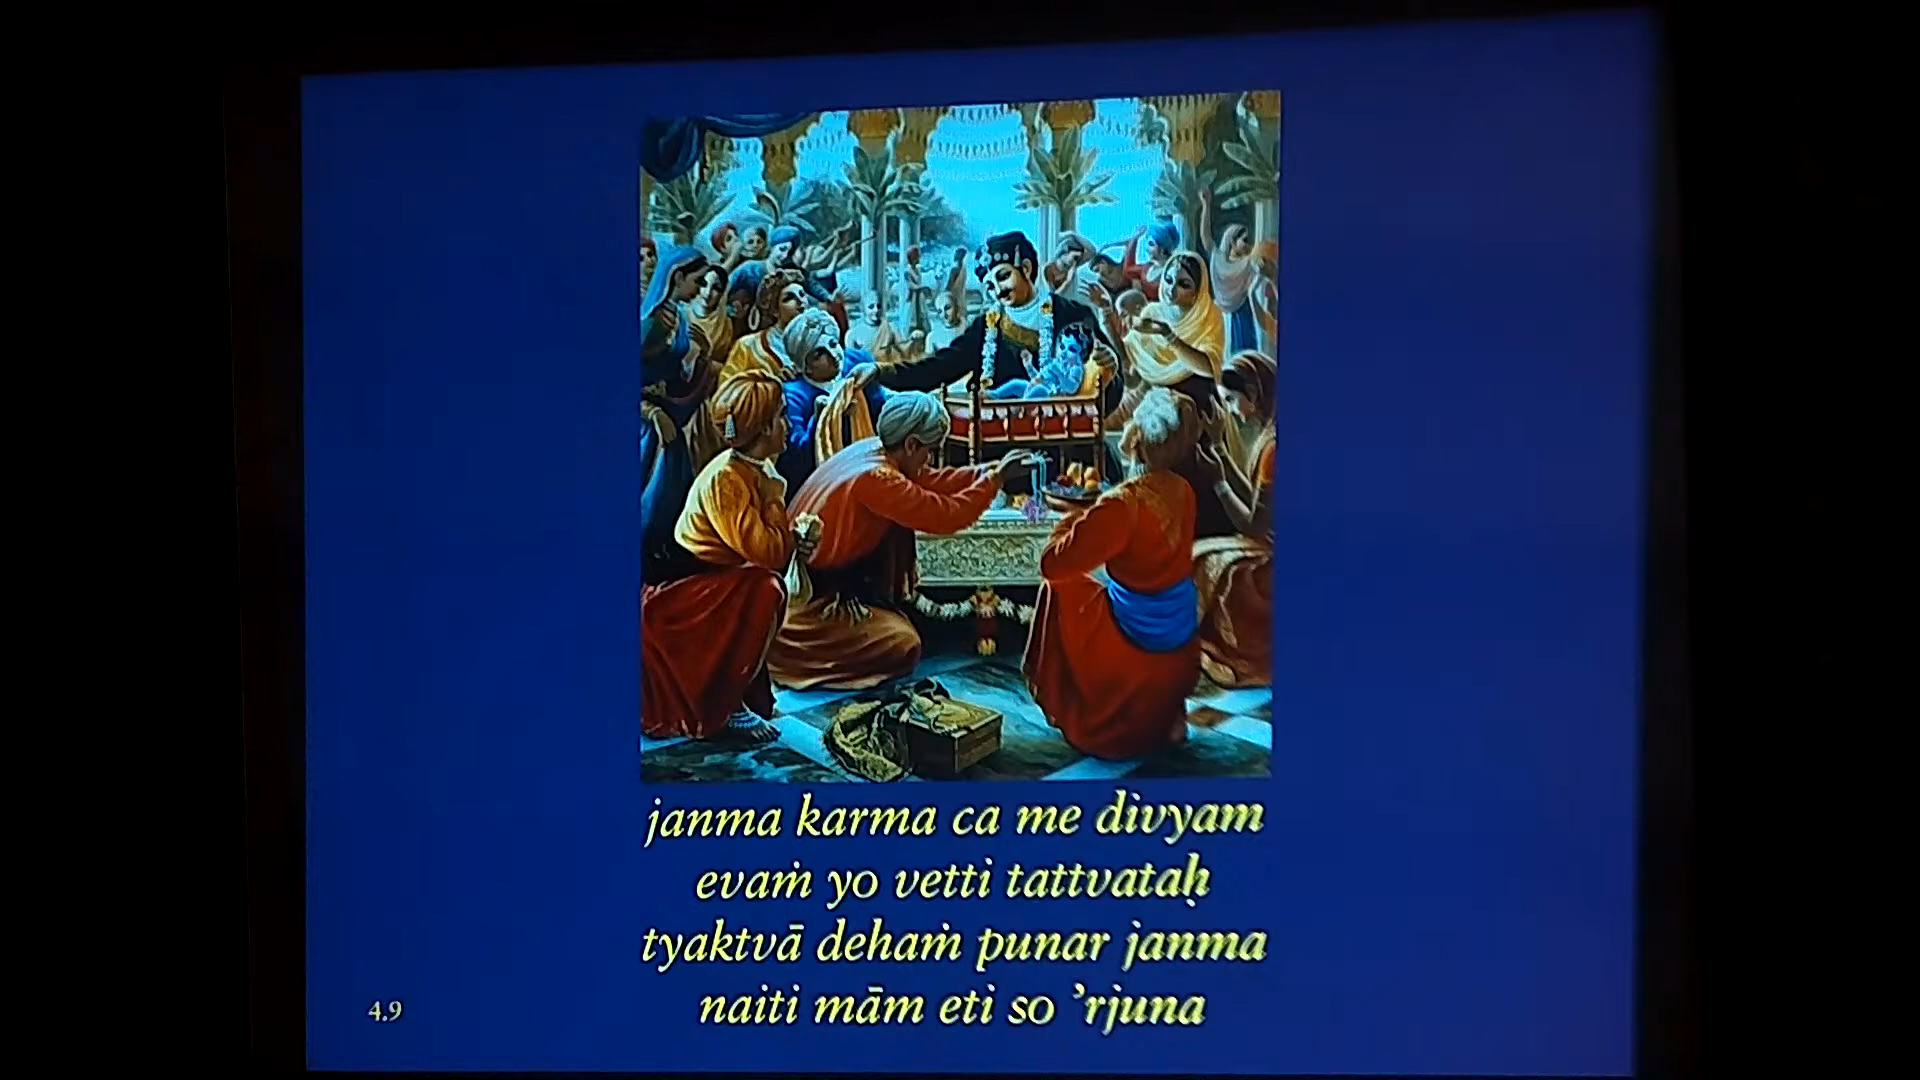 janma karma ca me divyam
evaṁ yo vetti tattvataḥ
tyaktvā dehaṁ punar janma
naiti mām eti so ’rjuna
4.9